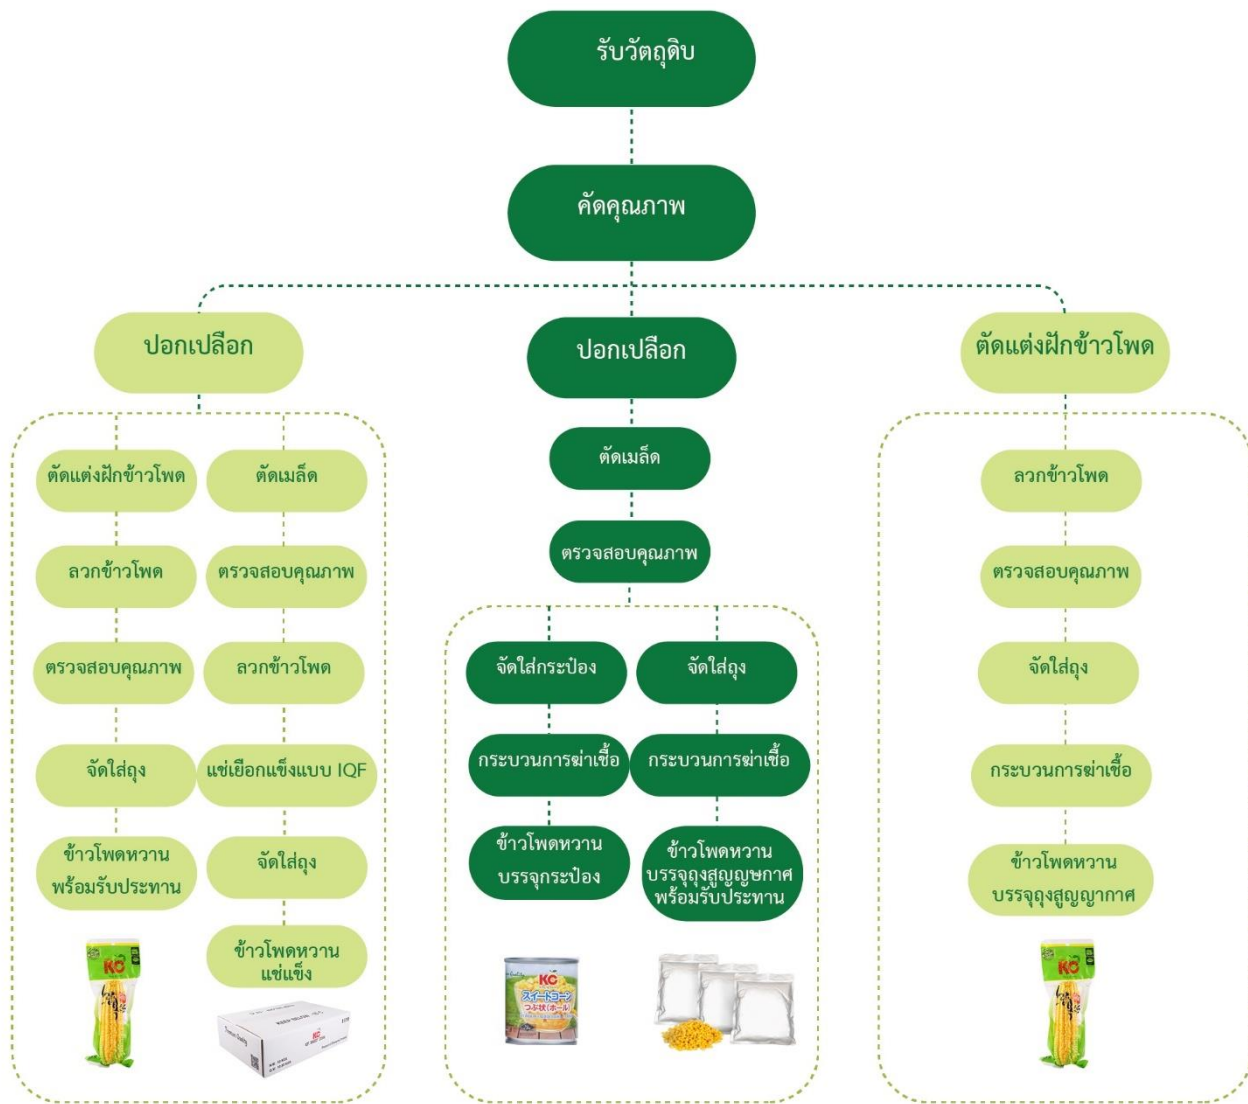 รับวัตถุดิบ
คัดคุณภาพ
ปอกเปลือก
ตัดแต่งฝักข้าวโพด
ลวกข้าวโพด
ตรวจสอบคุณภาพ
จัดใส่ถุง
ข้าวโพดหวาน
พร้อมรับประทาน
KC
ตัดเมล็ด
ตรวจสอบคุณภาพ
ลวกข้าวโพด
แช่เยือกแข็งแบบ IQF
จัดใส่ถุง
ข้าวโพดหวาน
แช่แข็ง
KC
ปอกเปลือก
ตัดเมล็ด
ตรวจสอบคุณภาพ
จัดใส่กระป๋อง
กระบวนการฆ่าเชื้อ
ข้าวโพดหวาน
บรรจุกระป๋อง
KC
スイートコーン
つぶ状(ホール)
จัดใส่ถุง
กระบวนการฆ่าเชื้อ
ข้าวโพดหวาน
บรรจุถุงสูญญษกาศ
พร้อมรับประทาน
ตัดแต่งฝักข้าวโพด
ลวกข้าวโพด
ตรวจสอบคุณภาพ
จัดใส่ถุง
กระบวนการฆ่าเชื้อ
ข้าวโพดหวาน
บรรจุถุงสูญญากาศ
KC